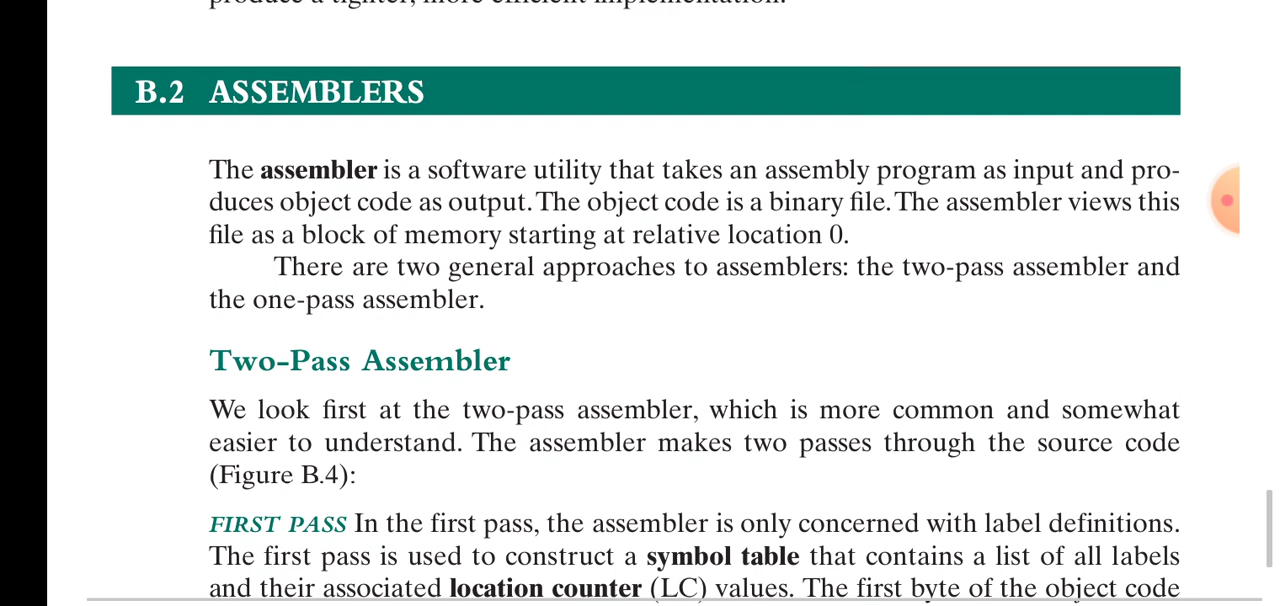 produce a tighter, more efficient implementation.
B.2 ASSEMBLERS
The assembler is a software utility that takes an assembly program as input and pro-
duces object code as output. The object code is a binary file. The assembler views this
file as a block of memory starting at relative location 0.
There are two general approaches to assemblers: the two-pass assembler and
the one-pass assembler.
Two-Pass Assembler
We look first at the two-pass assembler, which is more common and somewhat
easier to understand. The assembler makes two passes through the source code
(Figure B.4):
FIRST PASS In the first pass, the assembler is only concerned with label definitions.
The first pass is used to construct a symbol table that contains a list of all labels
and their associated location counter (LC) values. The first byte of the object code